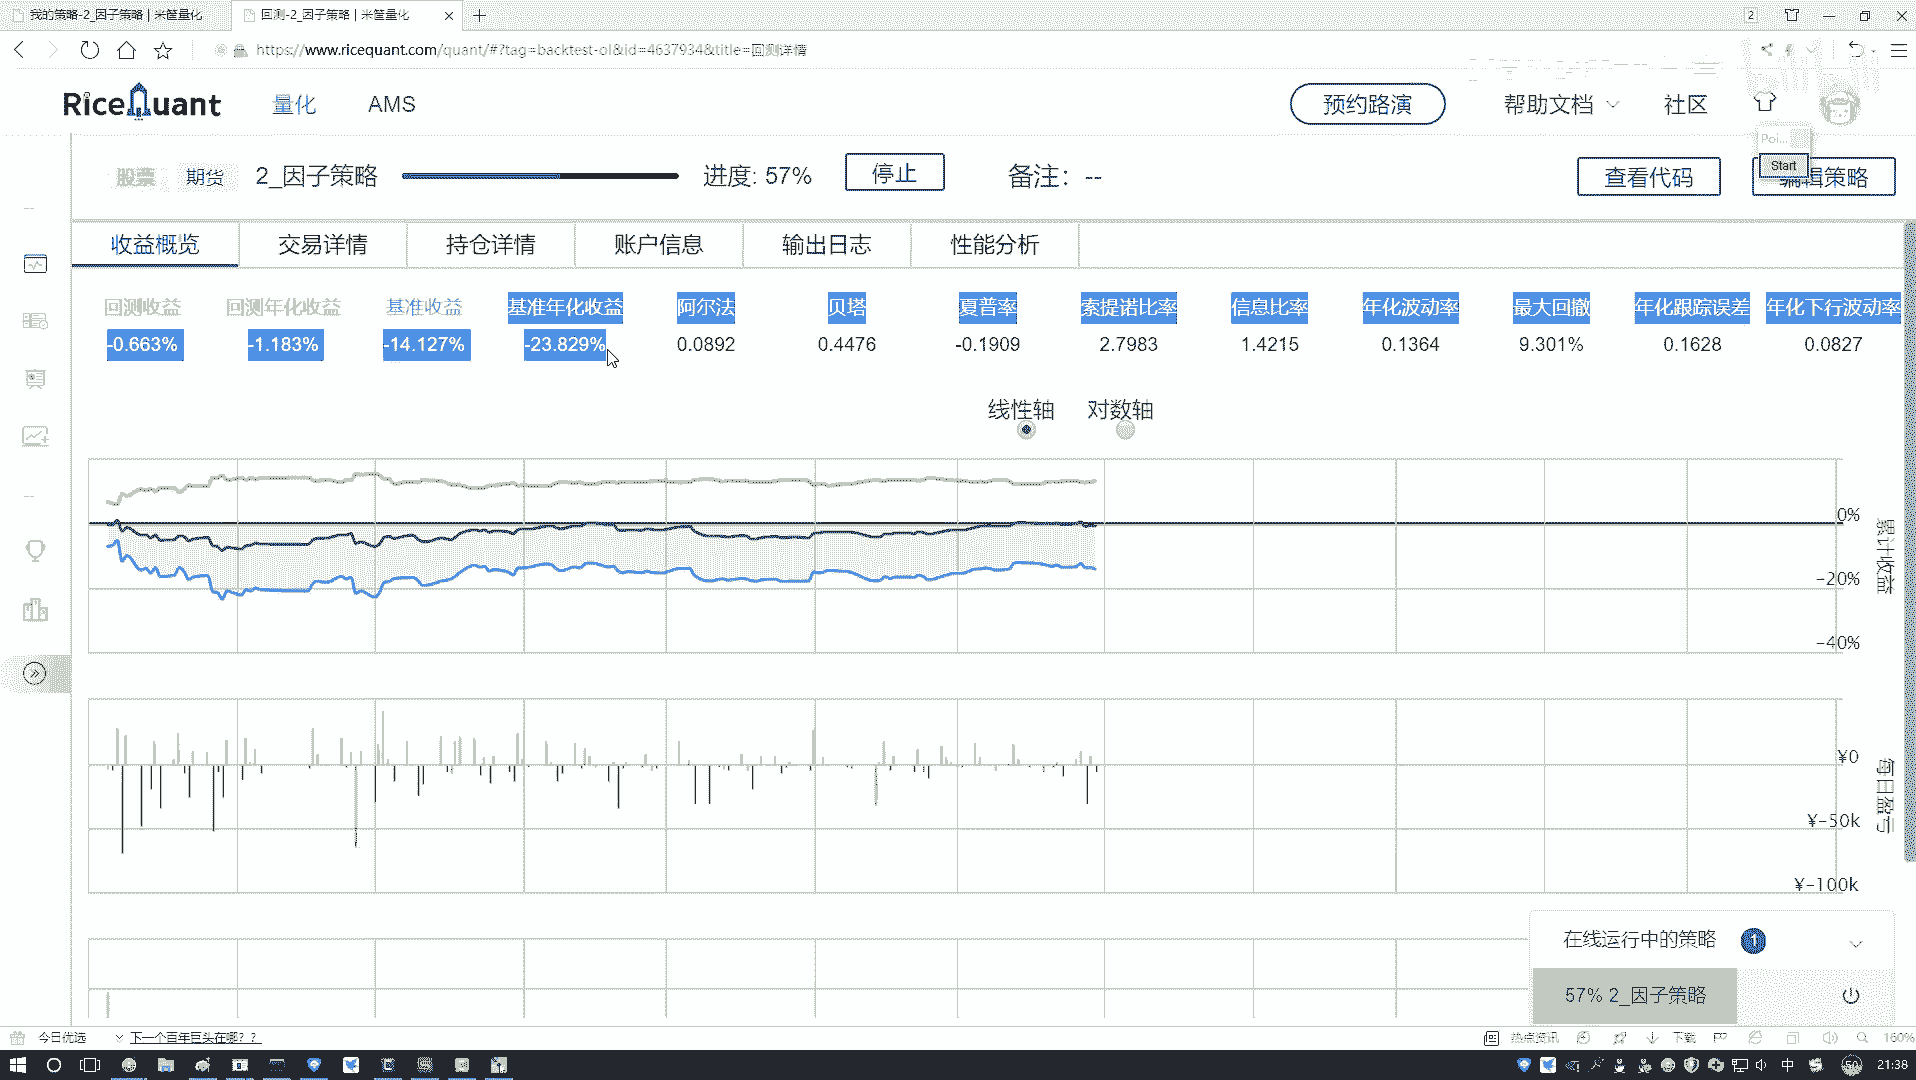 我的策略-2_因子策略 | 米筐量化
回测-2_因子策略 | 米筐量化
2
https://www.ricequant.com/quant/#?tag=backtest-ol&id=4637934&title=回测详情
RiceQuant
量化
AMS
预约路演
帮助文档
社区
Poi...
Start
股票
期货
2_因子策略
进度: 57%
停止
备注: --
查看代码
编辑策略
收益概览
交易详情
持仓详情
账户信息
输出日志
性能分析
回测收益 回测年化收益 基准收益 基准年化收益 阿尔法 贝塔 夏普率 索提诺比率 信息比率 年化波动率 最大回撤 年化跟踪误差 年化下行波动率
-0.663% -1.183% -14.127% -23.829% 0.0892 0.4476 -0.1909 2.7983 1.4215 0.1364 9.301% 0.1628 0.0827
线性轴 对数轴
0%
-20%
-40%
累计收益
¥0
¥-50k
¥-100k
每日盈亏
在线运行中的策略 1
57% 2_因子策略
今日优选
下一个百年巨头在哪？？
热点资讯
下载
160%
中
50
21:38